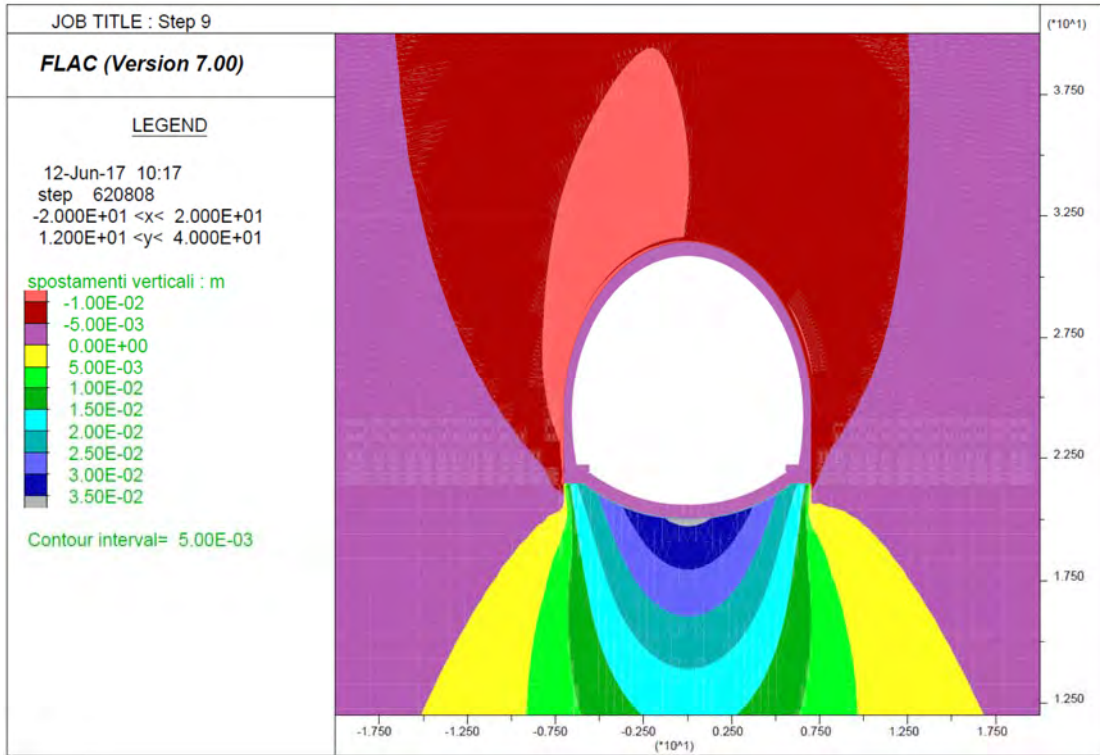 JOB TITLE : Step 9
(*10^1)
FLAC (Version 7.00)
LEGEND
12-Jun-17 10:17
step 620808
-2.000E+01 <x< 2.000E+01
1.200E+01 <y< 4.000E+01
spostamenti verticali : m
-1.00E-02
-5.00E-03
0.00E+00
5.00E-03
1.00E-02
1.50E-02
2.00E-02
2.50E-02
3.00E-02
3.50E-02
Contour interval= 5.00E-03
3.750
3.250
2.750
2.250
1.750
1.250
-1.750 -1.250 -0.750 -0.250 0.250 0.750 1.250 1.750
(*10^1)